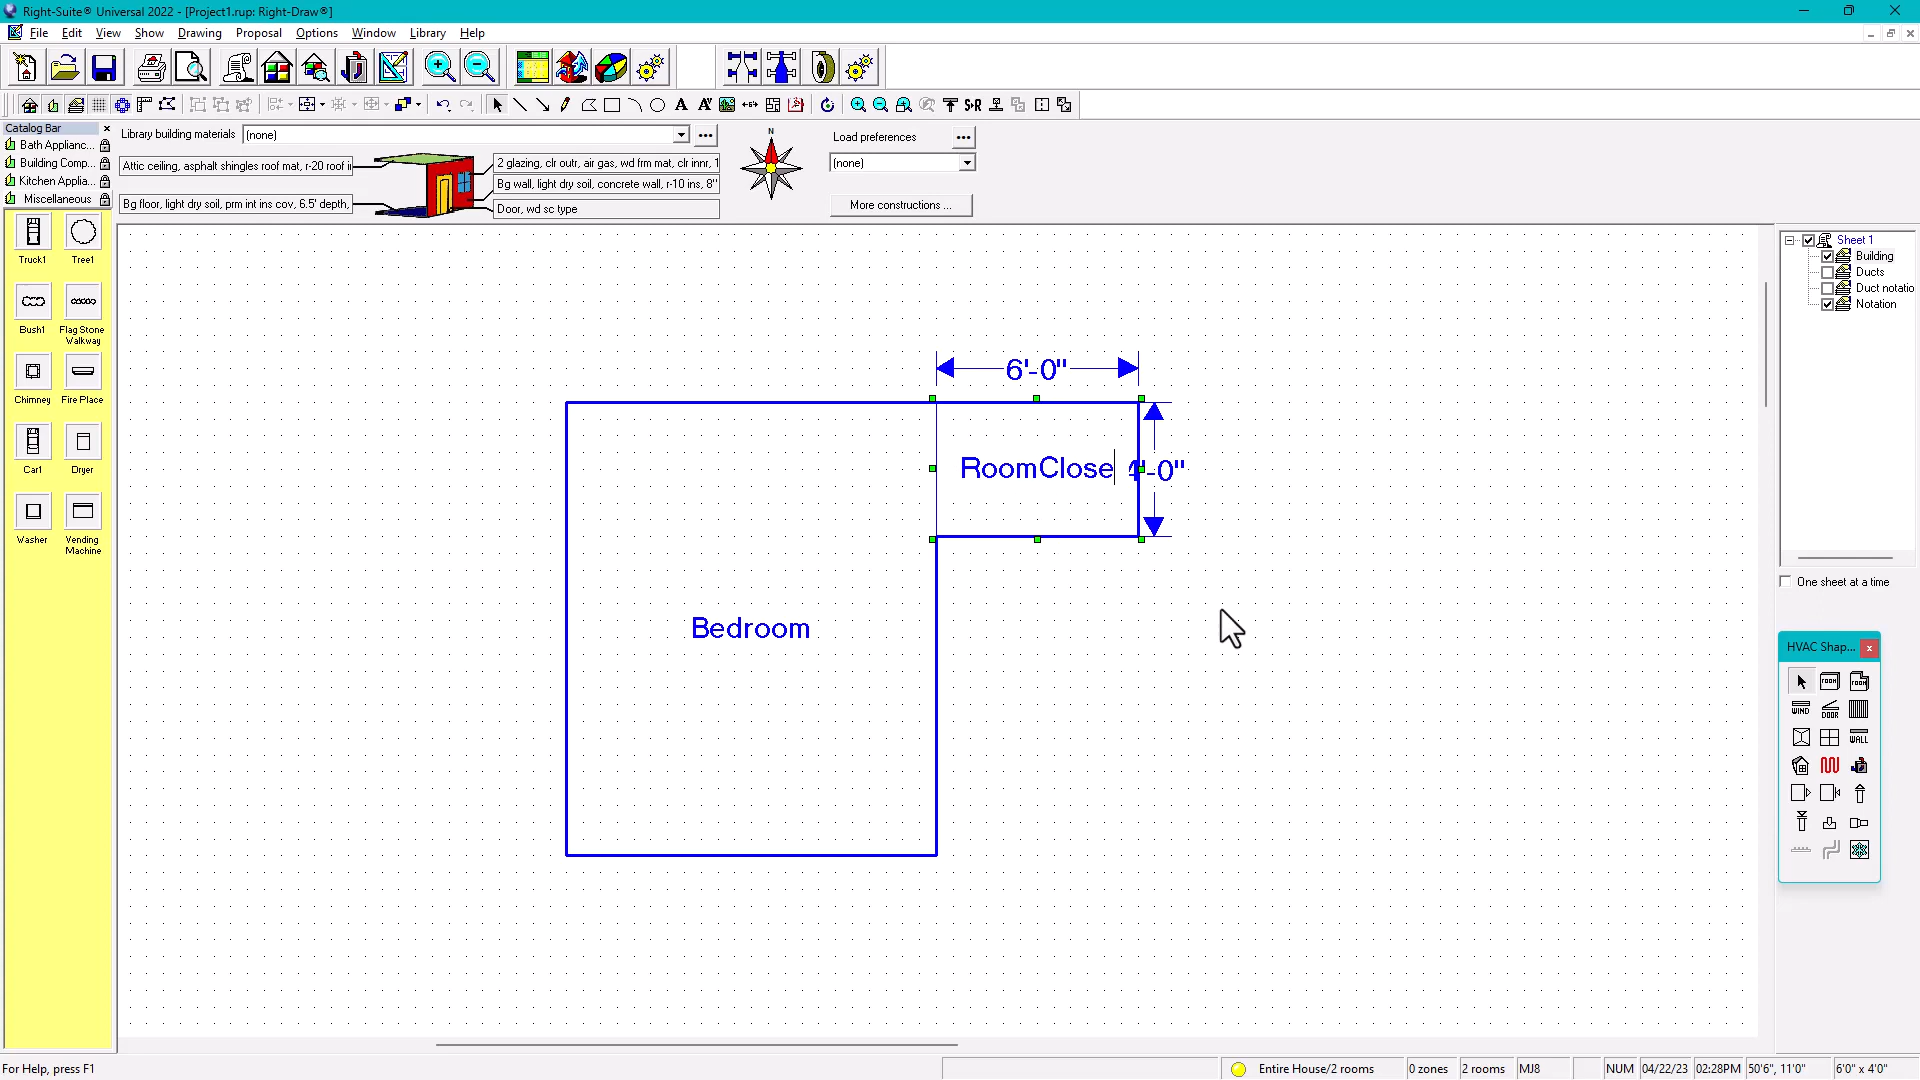 Right-Suite® Universal 2022 - [Project1.rup: Right-Draw®]
File Edit View Show Drawing Proposal Options Window Library Help
Catalog Bar
Bath Applianc...
Building Comp...
Kitchen Applia...
Miscellaneous
Library building materials (none)
Attic ceiling, asphalt shingles roof mat, r-20 roof i
Bg floor, light dry soil, prm int ins cov, 6.5' depth,
2 glazing, clr outr, air gas, wd frm mat, clr innr, 1
Bg wall, light dry soil, concrete wall, r-10 ins, 8"
Door, wd sc type
N
Load preferences
(none)
More constructions ...
S•R
Truck1 Tree1
Bush1 Flag Stone
Walkway
Chimney Fire Place
Car1 Dryer
Washer Vending
Machine
6'-0"
RoomClose
4'-0"
Bedroom
Sheet 1
Building
Ducts
Duct notatio
Notation
One sheet at a time
HVAC Shap...
ROOM ROOM
WIND DOOR
WALL
For Help, press F1
Entire House/2 rooms 0 zones 2 rooms MJ8 NUM 04/22/23 02:28PM 50'6", 11'0" 6'0" x 4'0"